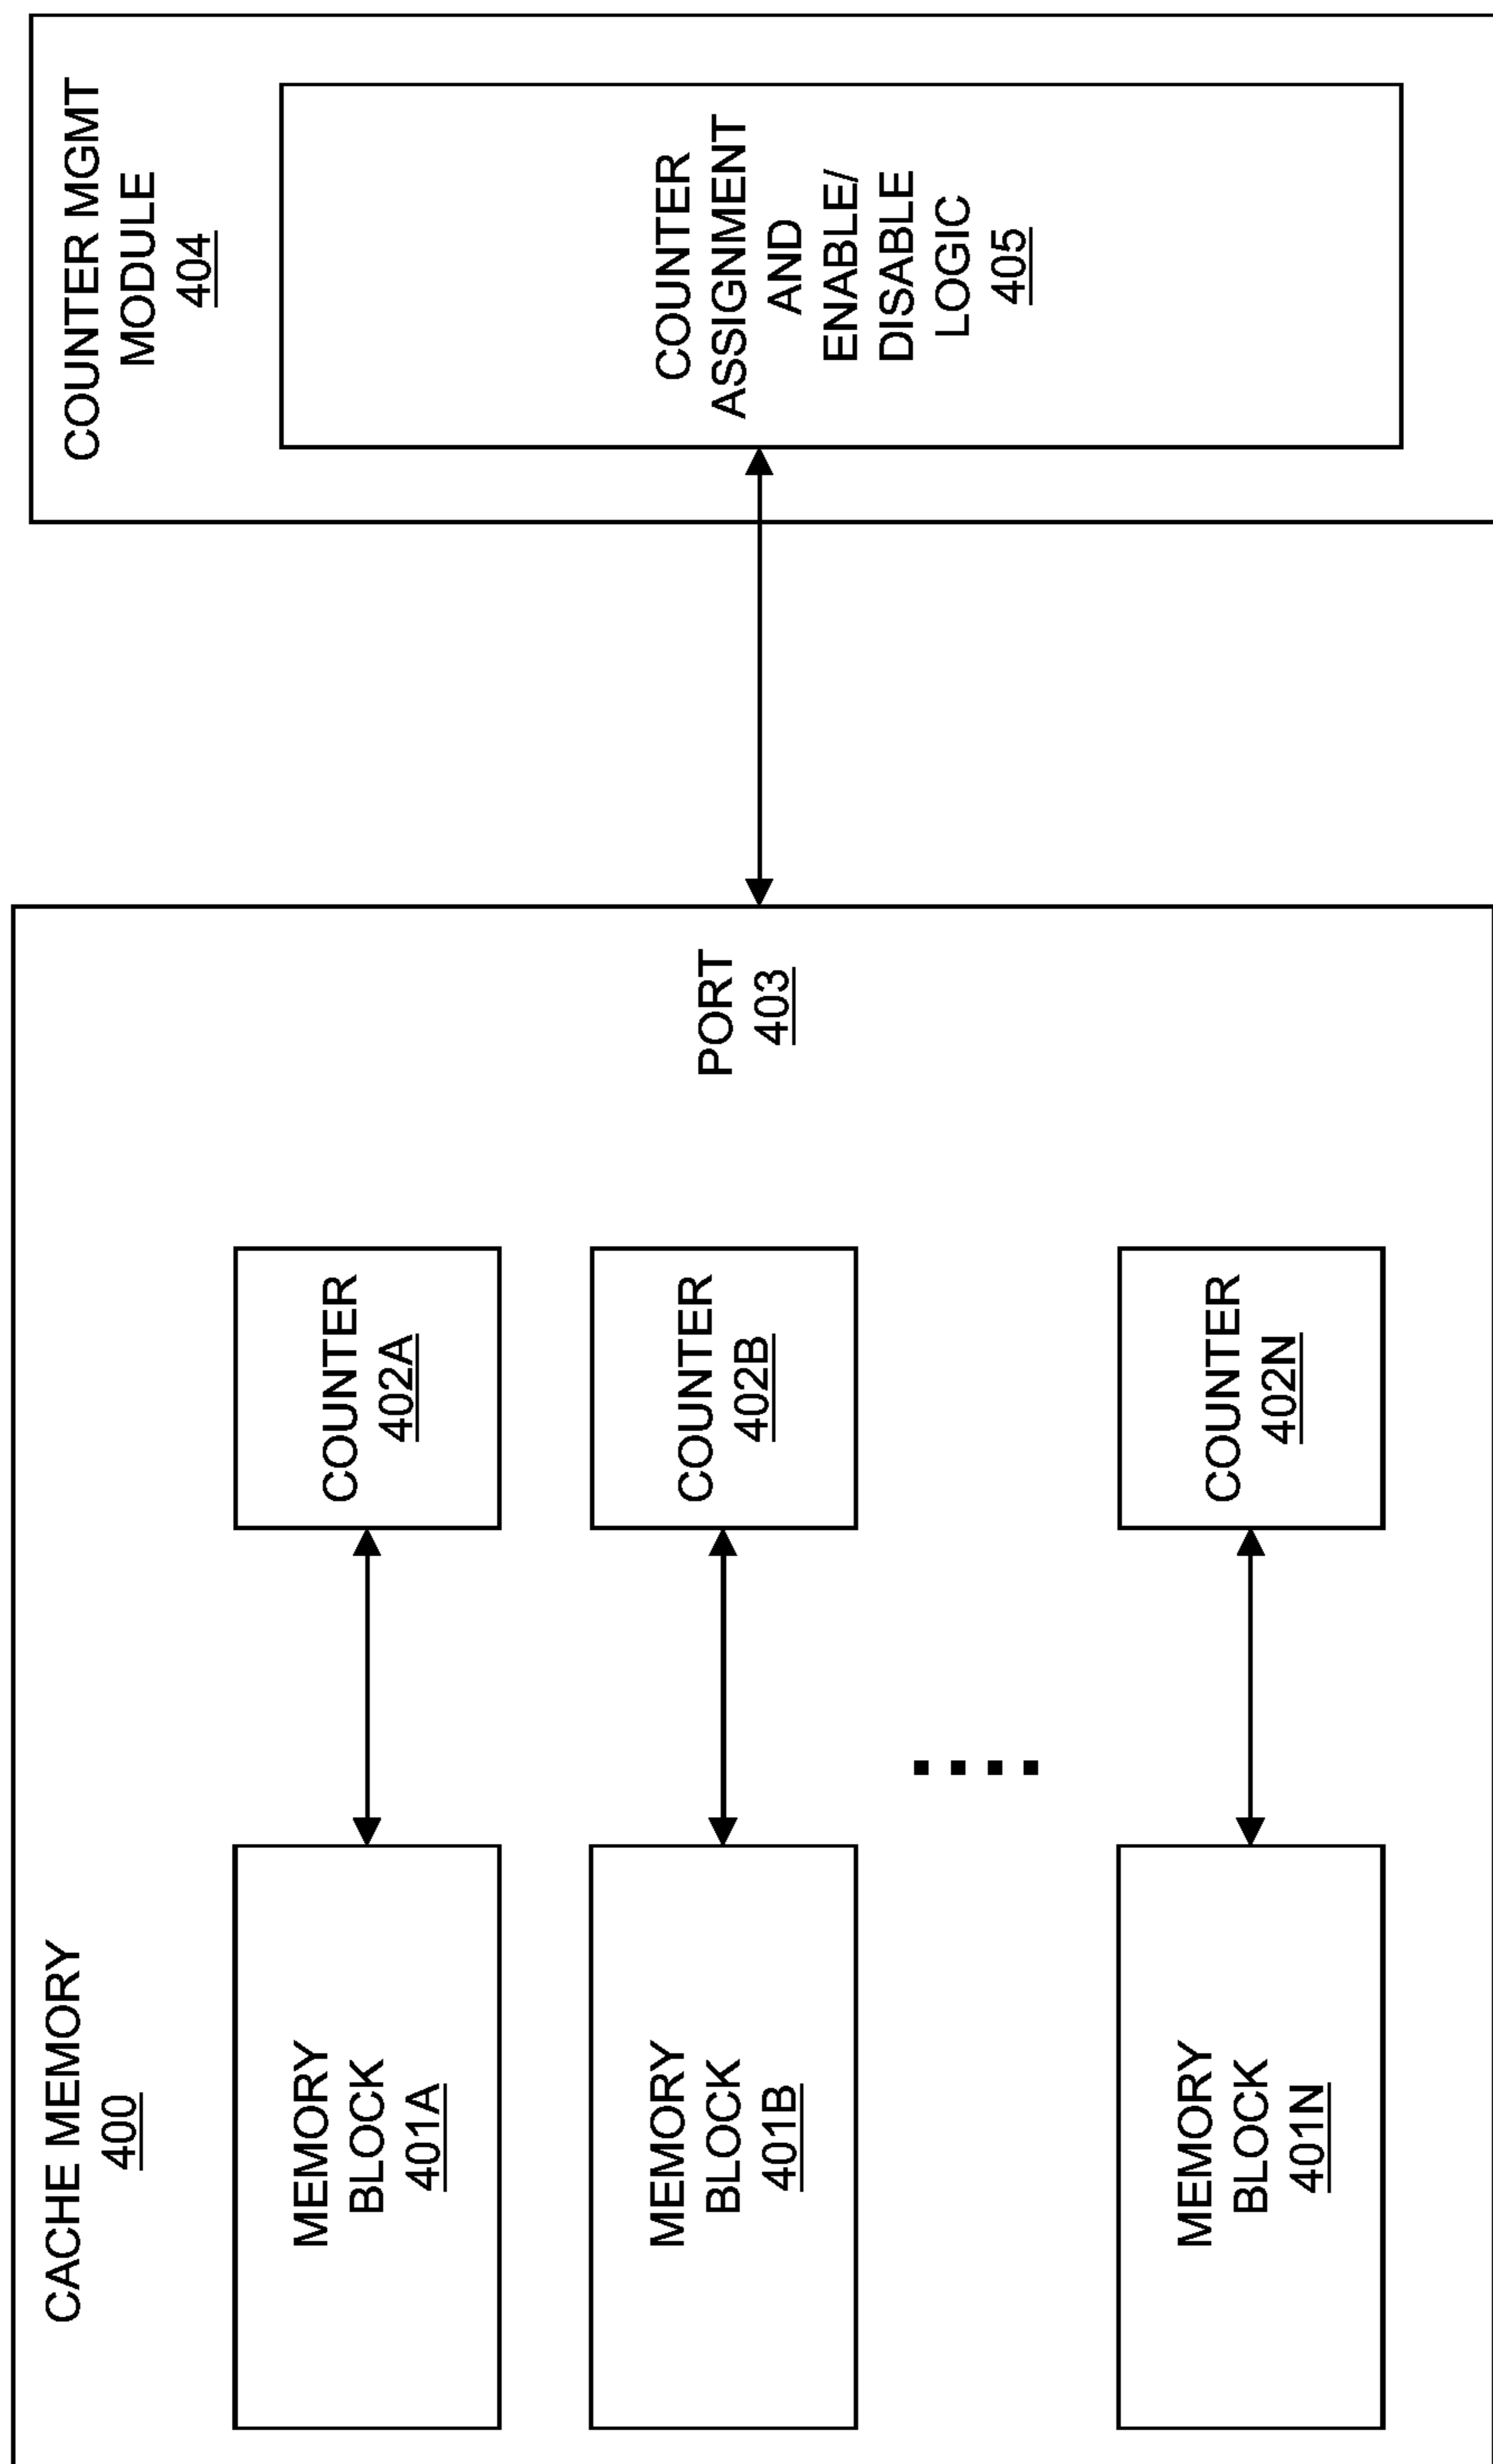 CACHE MEMORY
400
MEMORY
BLOCK
401A
COUNTER
402A
MEMORY
BLOCK
401B
COUNTER
402B
MEMORY
BLOCK
401N
COUNTER
402N
PORT
403
COUNTER MGMT
MODULE
404
COUNTER
ASSIGNMENT
AND
ENABLE/
DISABLE
LOGIC
405